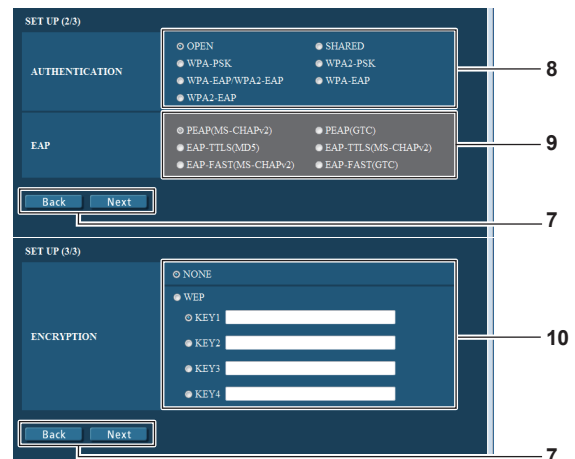 SET UP (2/3)
AUTHENTICATION
OPEN SHARED
WPA-PSK WPA2-PSK
WPA-EAP/WPA2-EAP WPA-EAP
WPA2-EAP
8
EAP
PEAP(MS-CHAPv2) PEAP(GTC)
EAP-TTLS(MD5) EAP-TTLS(MS-CHAPv2)
EAP-FAST(MS-CHAPv2) EAP-FAST(GTC)
9
Back Next
7
SET UP (3/3)
ENCRYPTION
NONE
WEP
KEY1
KEY2
KEY3
KEY4
10
Back Next
7